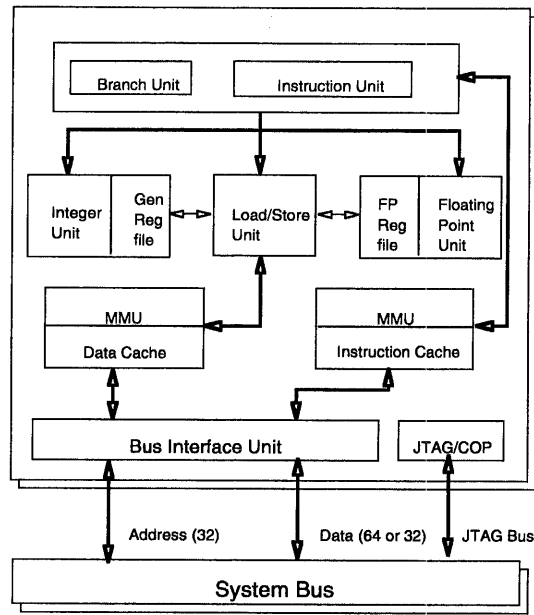 Branch Unit
Instruction Unit
Integer
Unit
Gen
Reg
file
Load/Store
Unit
FP
Reg
file
Floating
Point
Unit
MMU
Data Cache
MMU
Instruction Cache
Bus Interface Unit
JTAG/COP
Address (32)
Data (64 or 32)
JTAG Bus
System Bus